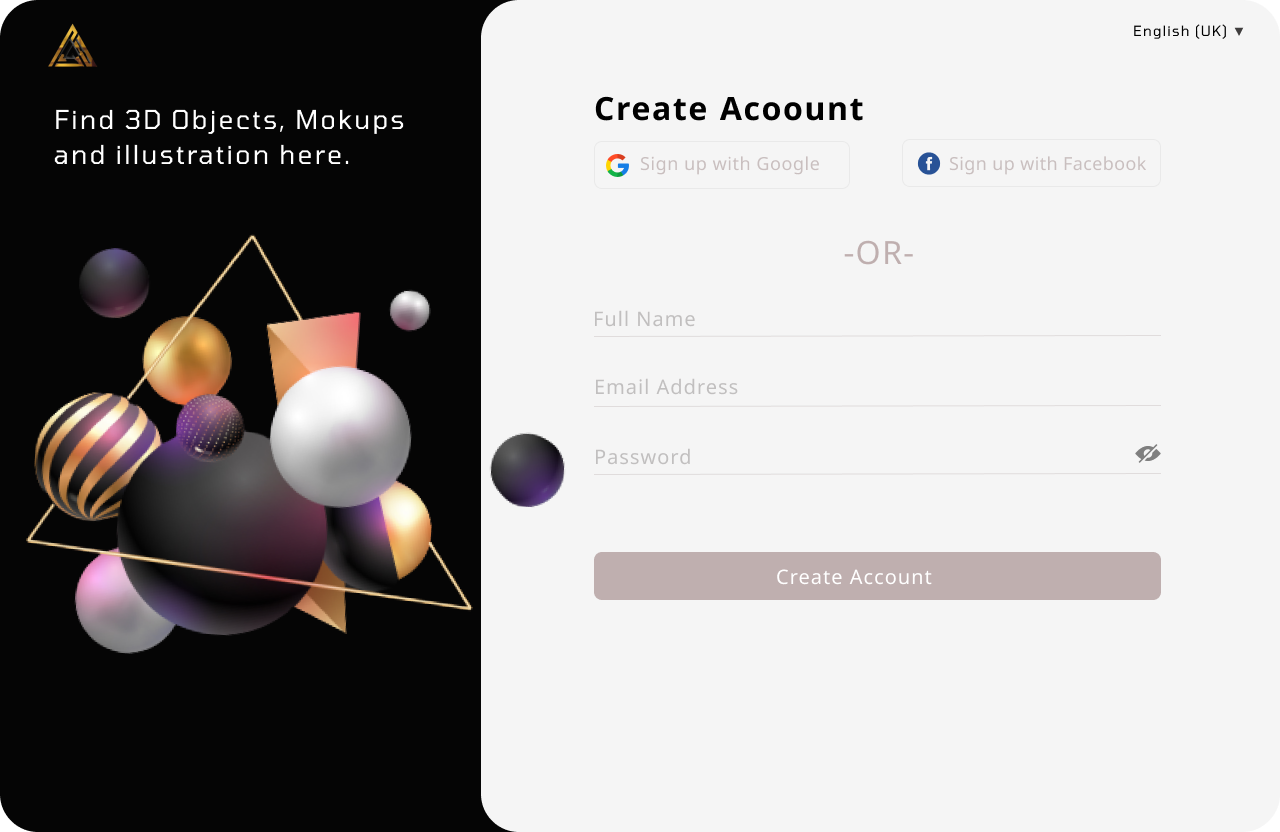 Find 3D Objects, Mokups
and illustration here.
English (UK) ▼
Create Acoount
Sign up with Google
Sign up with Facebook
-OR-
Full Name
Email Address
Password
Create Account